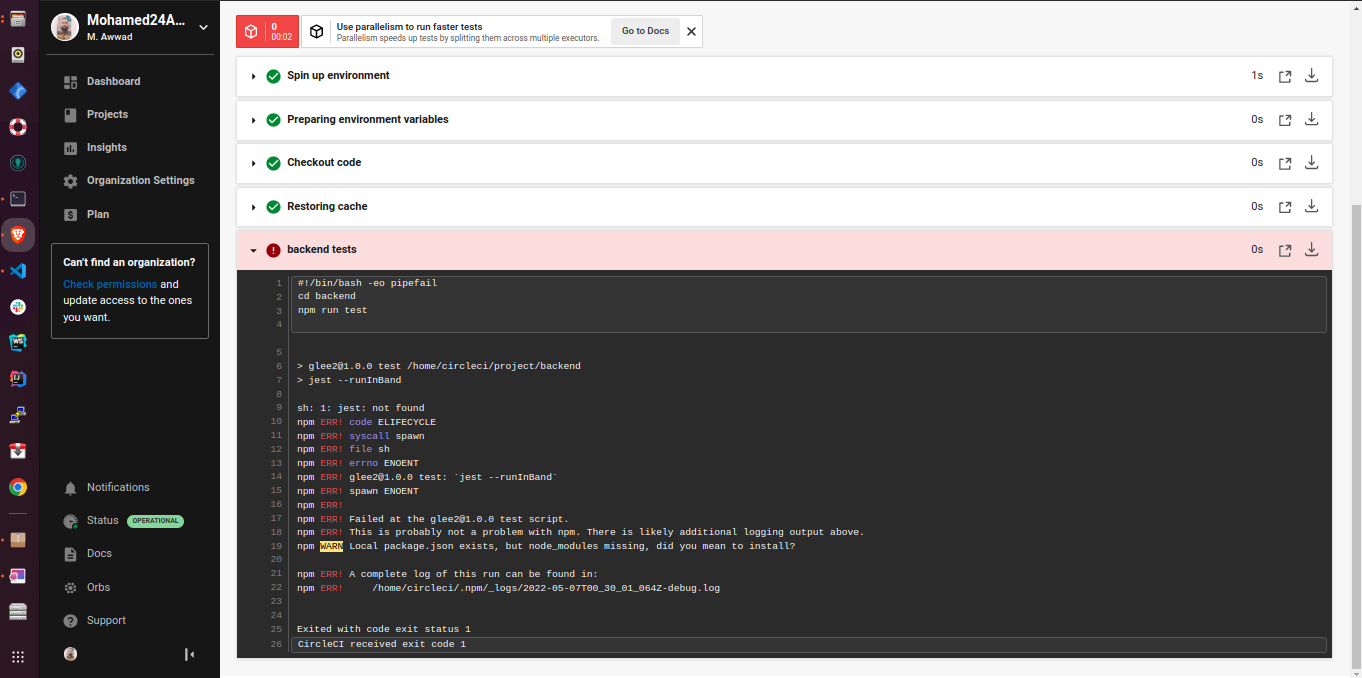 Mohamed24A...
M. Awwad
Dashboard
Projects
Insights
Organization Settings
Plan
Can't find an organization?
Check permissions and
update access to the ones
you want.
Notifications
Status OPERATIONAL
Docs
Orbs
Support
0
00:02
Use parallelism to run faster tests
Parallelism speeds up tests by splitting them across multiple executors.
Go to Docs
Spin up environment 1s
Preparing environment variables 0s
Checkout code 0s
Restoring cache 0s
backend tests 0s
1 #!/bin/bash -eo pipefail
2 cd backend
3 npm run test
4
5
6 > glee2@1.0.0 test /home/circleci/project/backend
7 > jest --runInBand
8
9 sh: 1: jest: not found
10 npm ERR! code ELIFECYCLE
11 npm ERR! syscall spawn
12 npm ERR! file sh
13 npm ERR! errno ENOENT
14 npm ERR! glee2@1.0.0 test: `jest --runInBand`
15 npm ERR! spawn ENOENT
16 npm ERR!
17 npm ERR! Failed at the glee2@1.0.0 test script.
18 npm ERR! This is probably not a problem with npm. There is likely additional logging output above.
19 npm WARN Local package.json exists, but node_modules missing, did you mean to install?
20
21 npm ERR! A complete log of this run can be found in:
22 npm ERR!     /home/circleci/.npm/_logs/2022-05-07T00_30_01_064Z-debug.log
23
24
25 Exited with code exit status 1
26 CircleCI received exit code 1